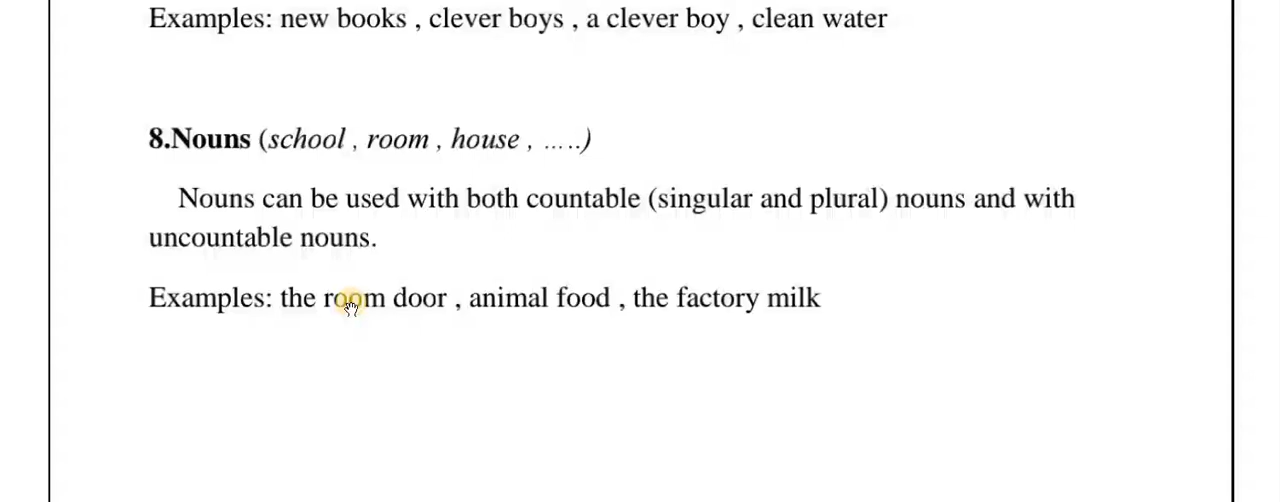 Examples: new books , clever boys , a clever boy , clean water
8.Nouns (school , room , house , .....)
Nouns can be used with both countable (singular and plural) nouns and with
uncountable nouns.
Examples: the room door , animal food , the factory milk